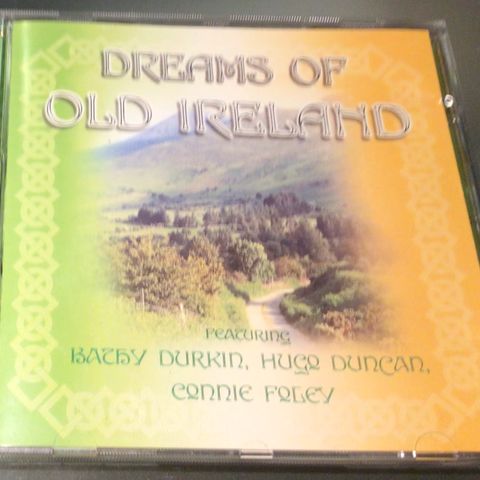 DREAMS OF
OLD IRELAND
FEATURING
KATHY DURKIN, HUGO DUNCAN,
CONNIE FOLEY